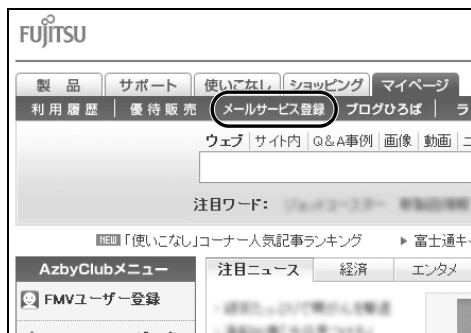 FUJITSU
製 品 サポート 使いこなし ショッピング マイページ
利用履歴 | 優待販売 メールサービス登録 ブログひろば | ラ
ウェブ | サイト内 | Q&A事例 | 画像 | 動画 |
注目ワード:
NEW 「使いこなし」コーナー人気記事ランキング ▶ 富士通キ
AzbyClubメニュー 注目ニュース 経済 エンタメ
FMVユーザー登録